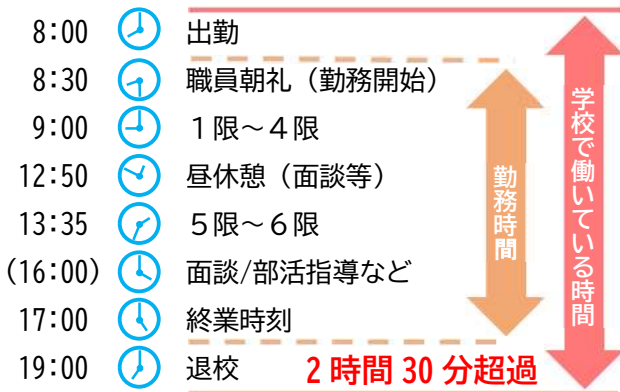 8:00 出勤
8:30 職員朝礼（勤務開始）
9:00 １限～４限
12:50 昼休憩（面談等）
13:35 ５限～６限
(16:00) 面談/部活指導など
17:00 終業時刻
19:00 退校 2 時間 30 分超過
勤務時間
学校で働いている時間